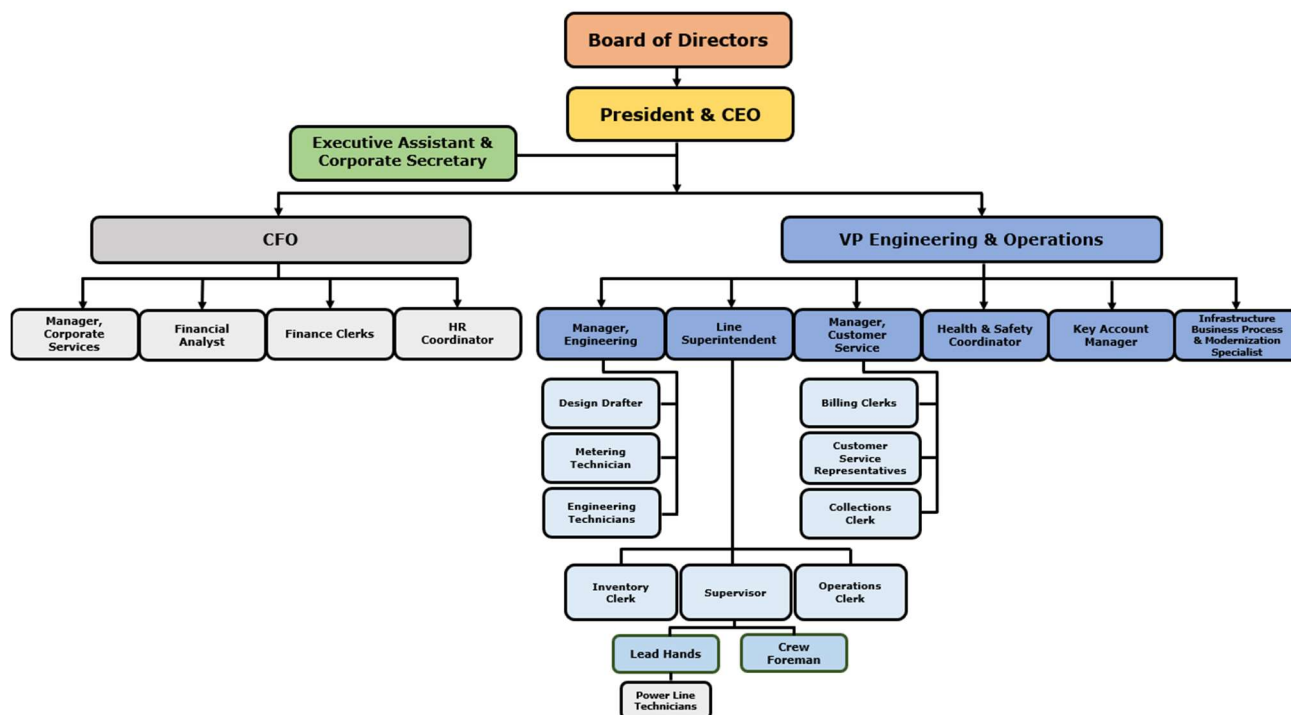 Board of Directors
President & CEO
Executive Assistant &
Corporate Secretary
CFO
VP Engineering & Operations
Manager,
Corporate
Services
Financial
Analyst
Finance Clerks
HR
Coordinator
Manager,
Engineering
Line
Superintendent
Manager,
Customer
Service
Health & Safety
Coordinator
Key Account
Manager
Infrastructure
Business Process
& Modernization
Specialist
Design Drafter
Metering
Technician
Engineering
Technicians
Billing Clerks
Customer
Service
Representatives
Collections
Clerk
Inventory
Clerk
Supervisor
Operations
Clerk
Lead Hands
Crew
Foreman
Power Line
Technicians